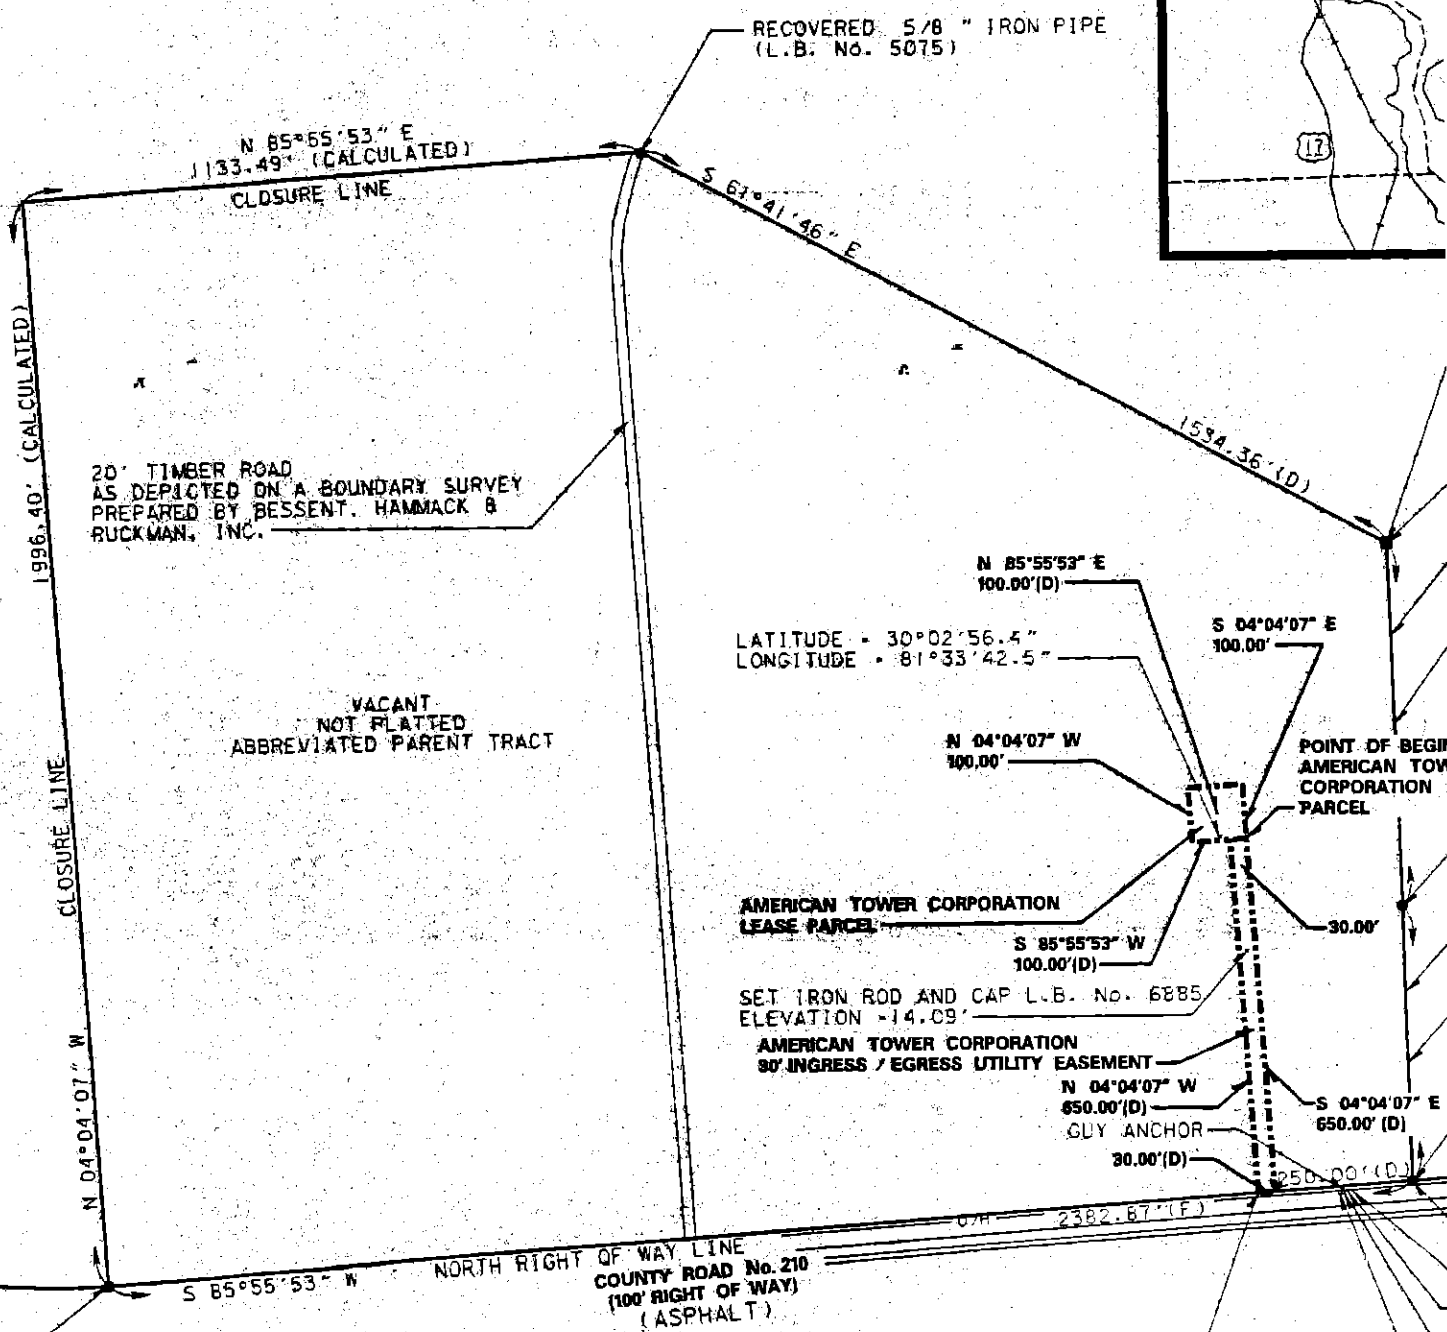 RECOVERED 5/8 " IRON PIPE
(L.B. No. 5075)
17
N 85°55'53" E
1133.49' (CALCULATED)
CLOSURE LINE
S 61°41'46" E
1534.36'(D)
1996.40' (CALCULATED)
CLOSURE LINE
N 04°04'07" W
20' TIMBER ROAD
AS DEPICTED ON A BOUNDARY SURVEY
PREPARED BY BESSENT, HAMMACK &
RUCKMAN, INC.
N 85°55'53" E
100.00'(D)
S 04°04'07" E
100.00'
LATITUDE = 30°02'56.4"
LONGITUDE = 81°33'42.5"
VACANT
NOT PLATTED
ABBREVIATED PARENT TRACT
N 04°04'07" W
100.00'
POINT OF BEGI
AMERICAN TOW
CORPORATION
PARCEL
AMERICAN TOWER CORPORATION
LEASE PARCEL
30.00'
S 85°55'53" W
100.00'(D)
SET IRON ROD AND CAP L.B. No. 6885
ELEVATION =14.09'
AMERICAN TOWER CORPORATION
30' INGRESS / EGRESS UTILITY EASEMENT
N 04°04'07" W
650.00'(D)
S 04°04'07" E
650.00' (D)
GUY ANCHOR
30.00'(D)
250.00'(D)
O/H
2382.87'(F)
S 85°55'53" W
NORTH RIGHT OF WAY LINE
COUNTY ROAD No. 210
(100' RIGHT OF WAY)
(ASPHALT)